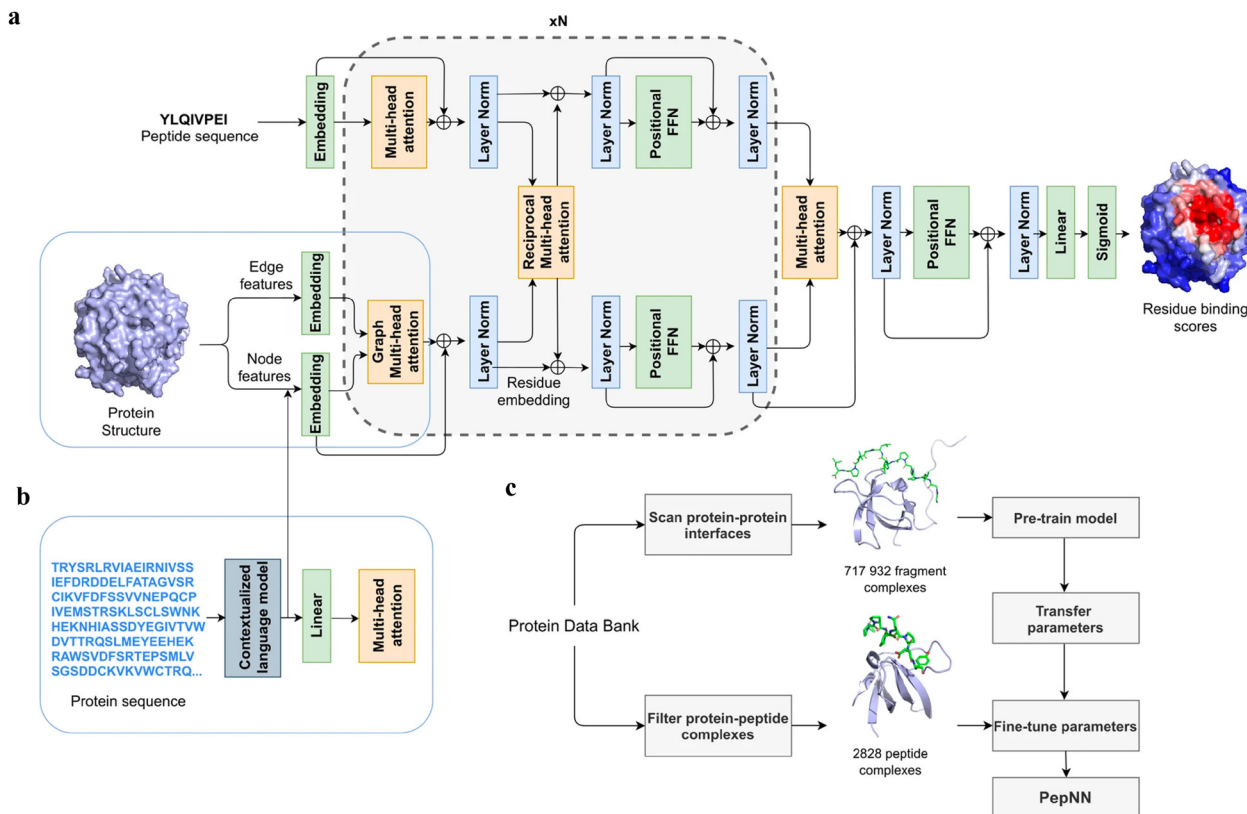 a
xN
YLQIVPEI
Peptide sequence
Embedding
Multi-head
attention
Layer Norm
Layer Norm
Positional
FFN
Layer Norm
Reciprocal
Multi-head
attention
Multi-head
attention
Layer Norm
Positional
FFN
Layer Norm
Linear
Sigmoid
Residue binding
scores
Protein
Structure
Edge
features
Node
features
Embedding
Embedding
Graph
Multi-head
attention
Layer Norm
Residue
embedding
Layer Norm
Positional
FFN
Layer Norm
b
TRYSRLRVIAEIRNIVSS
IEFDRDDELFATAGVSR
CIKVFDFSSVVNEPQCP
IVEMSTRSKLSCLSWNK
HEKNHIASSDYEGIVTVW
DVTTRQSLMEYEEHEK
RAWSVDFSRTEPSMLV
SGSDDCKVKVWCTRQ...
Protein sequence
Contextualized
language model
Linear
Multi-head
attention
c
Protein Data Bank
Scan protein-protein
interfaces
717 932 fragment
complexes
Pre-train model
Transfer
parameters
Filter protein-peptide
complexes
2828 peptide
complexes
Fine-tune parameters
PepNN